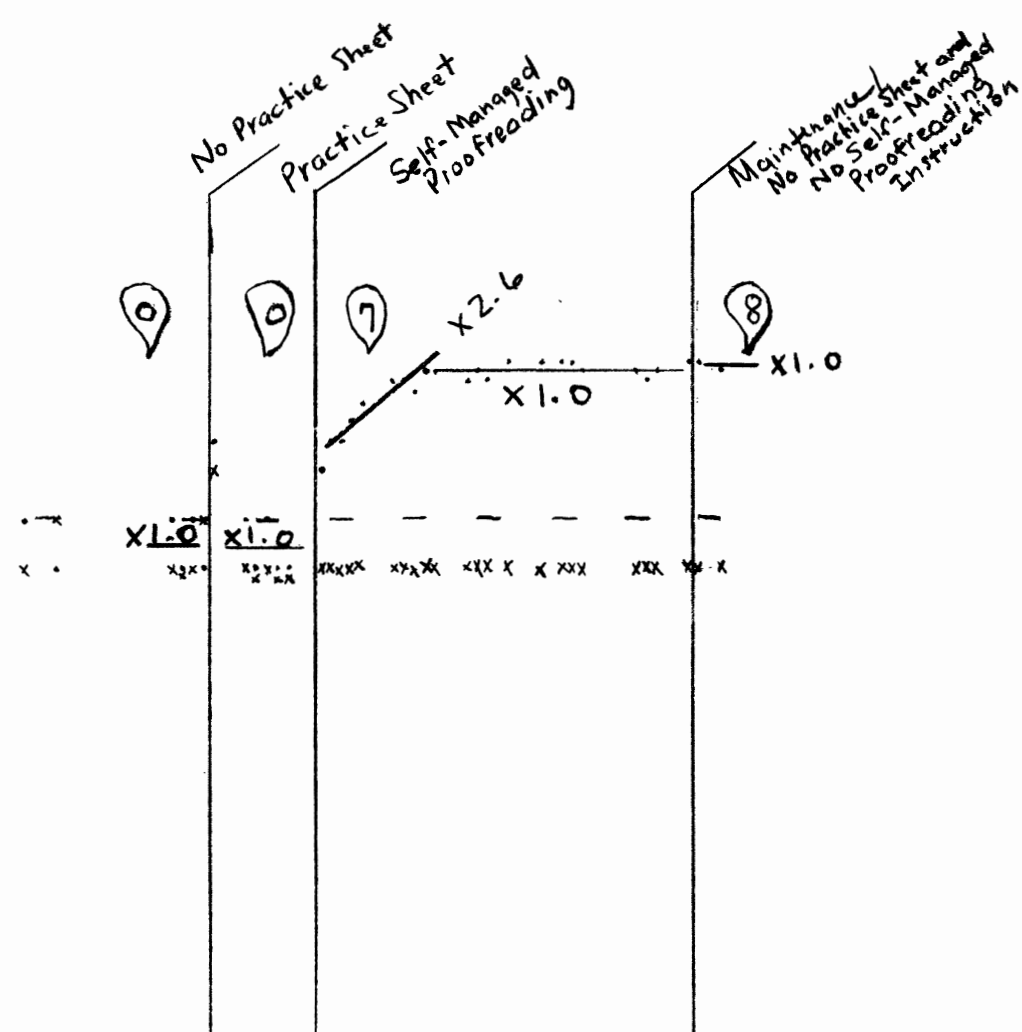 No Practice Sheet
Practice Sheet
Self-Managed
Proofreading
Maintenance/
No Practice Sheet and
No Self-Managed
Proofreading
Instruction
0
0
7
8
x2.6
x1.0
x1.0
x1.0
x1.0